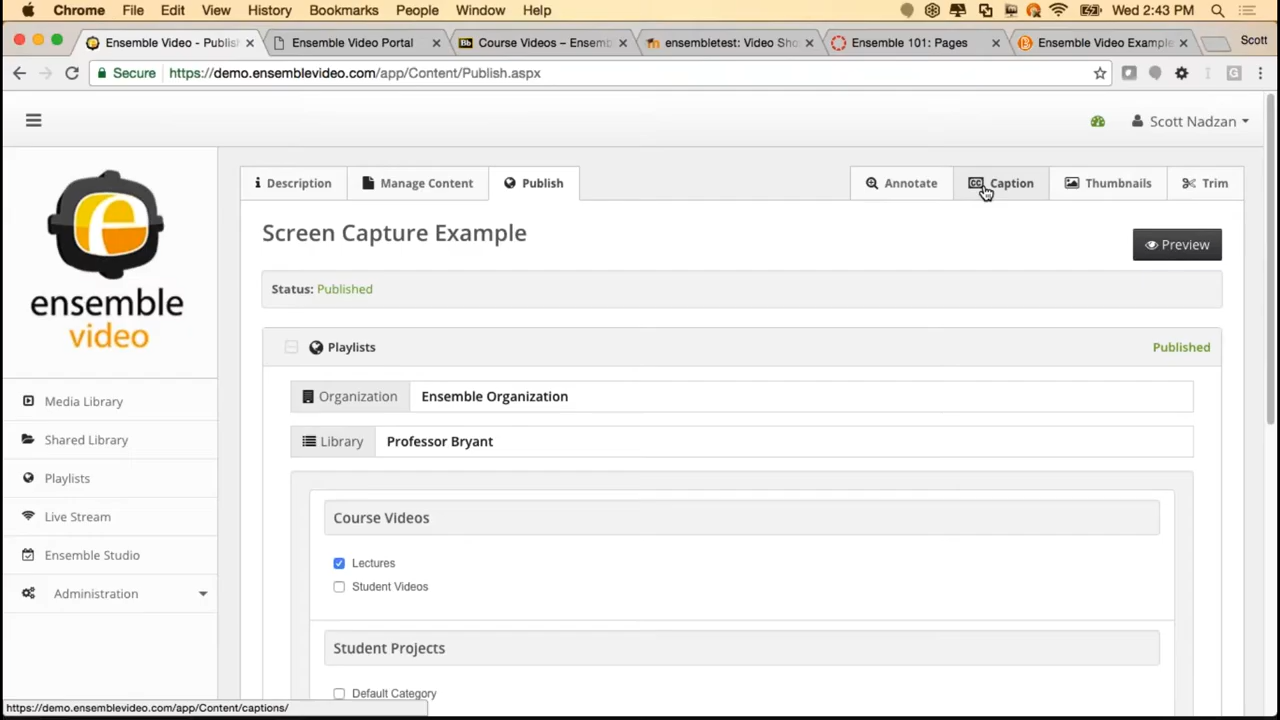 Chrome File Edit View History Bookmarks People Window Help Wed 2:43 PM
Ensemble Video - Publis Ensemble Video Portal Bb Course Videos – Ensemb ensembletest: Video Sho Ensemble 101: Pages Ensemble Video Example Scott
Secure https://demo.ensemblevideo.com/app/Content/Publish.aspx
Scott Nadzan
Description Manage Content Publish Annotate CC Caption Thumbnails Trim
Screen Capture Example
Preview
Status: Published
ensemble
video
Playlists Published
Organization Ensemble Organization
Library Professor Bryant
Media Library
Shared Library
Playlists
Live Stream
Ensemble Studio
Administration
Course Videos
Lectures
Student Videos
Student Projects
Default Category
https://demo.ensemblevideo.com/app/Content/captions/